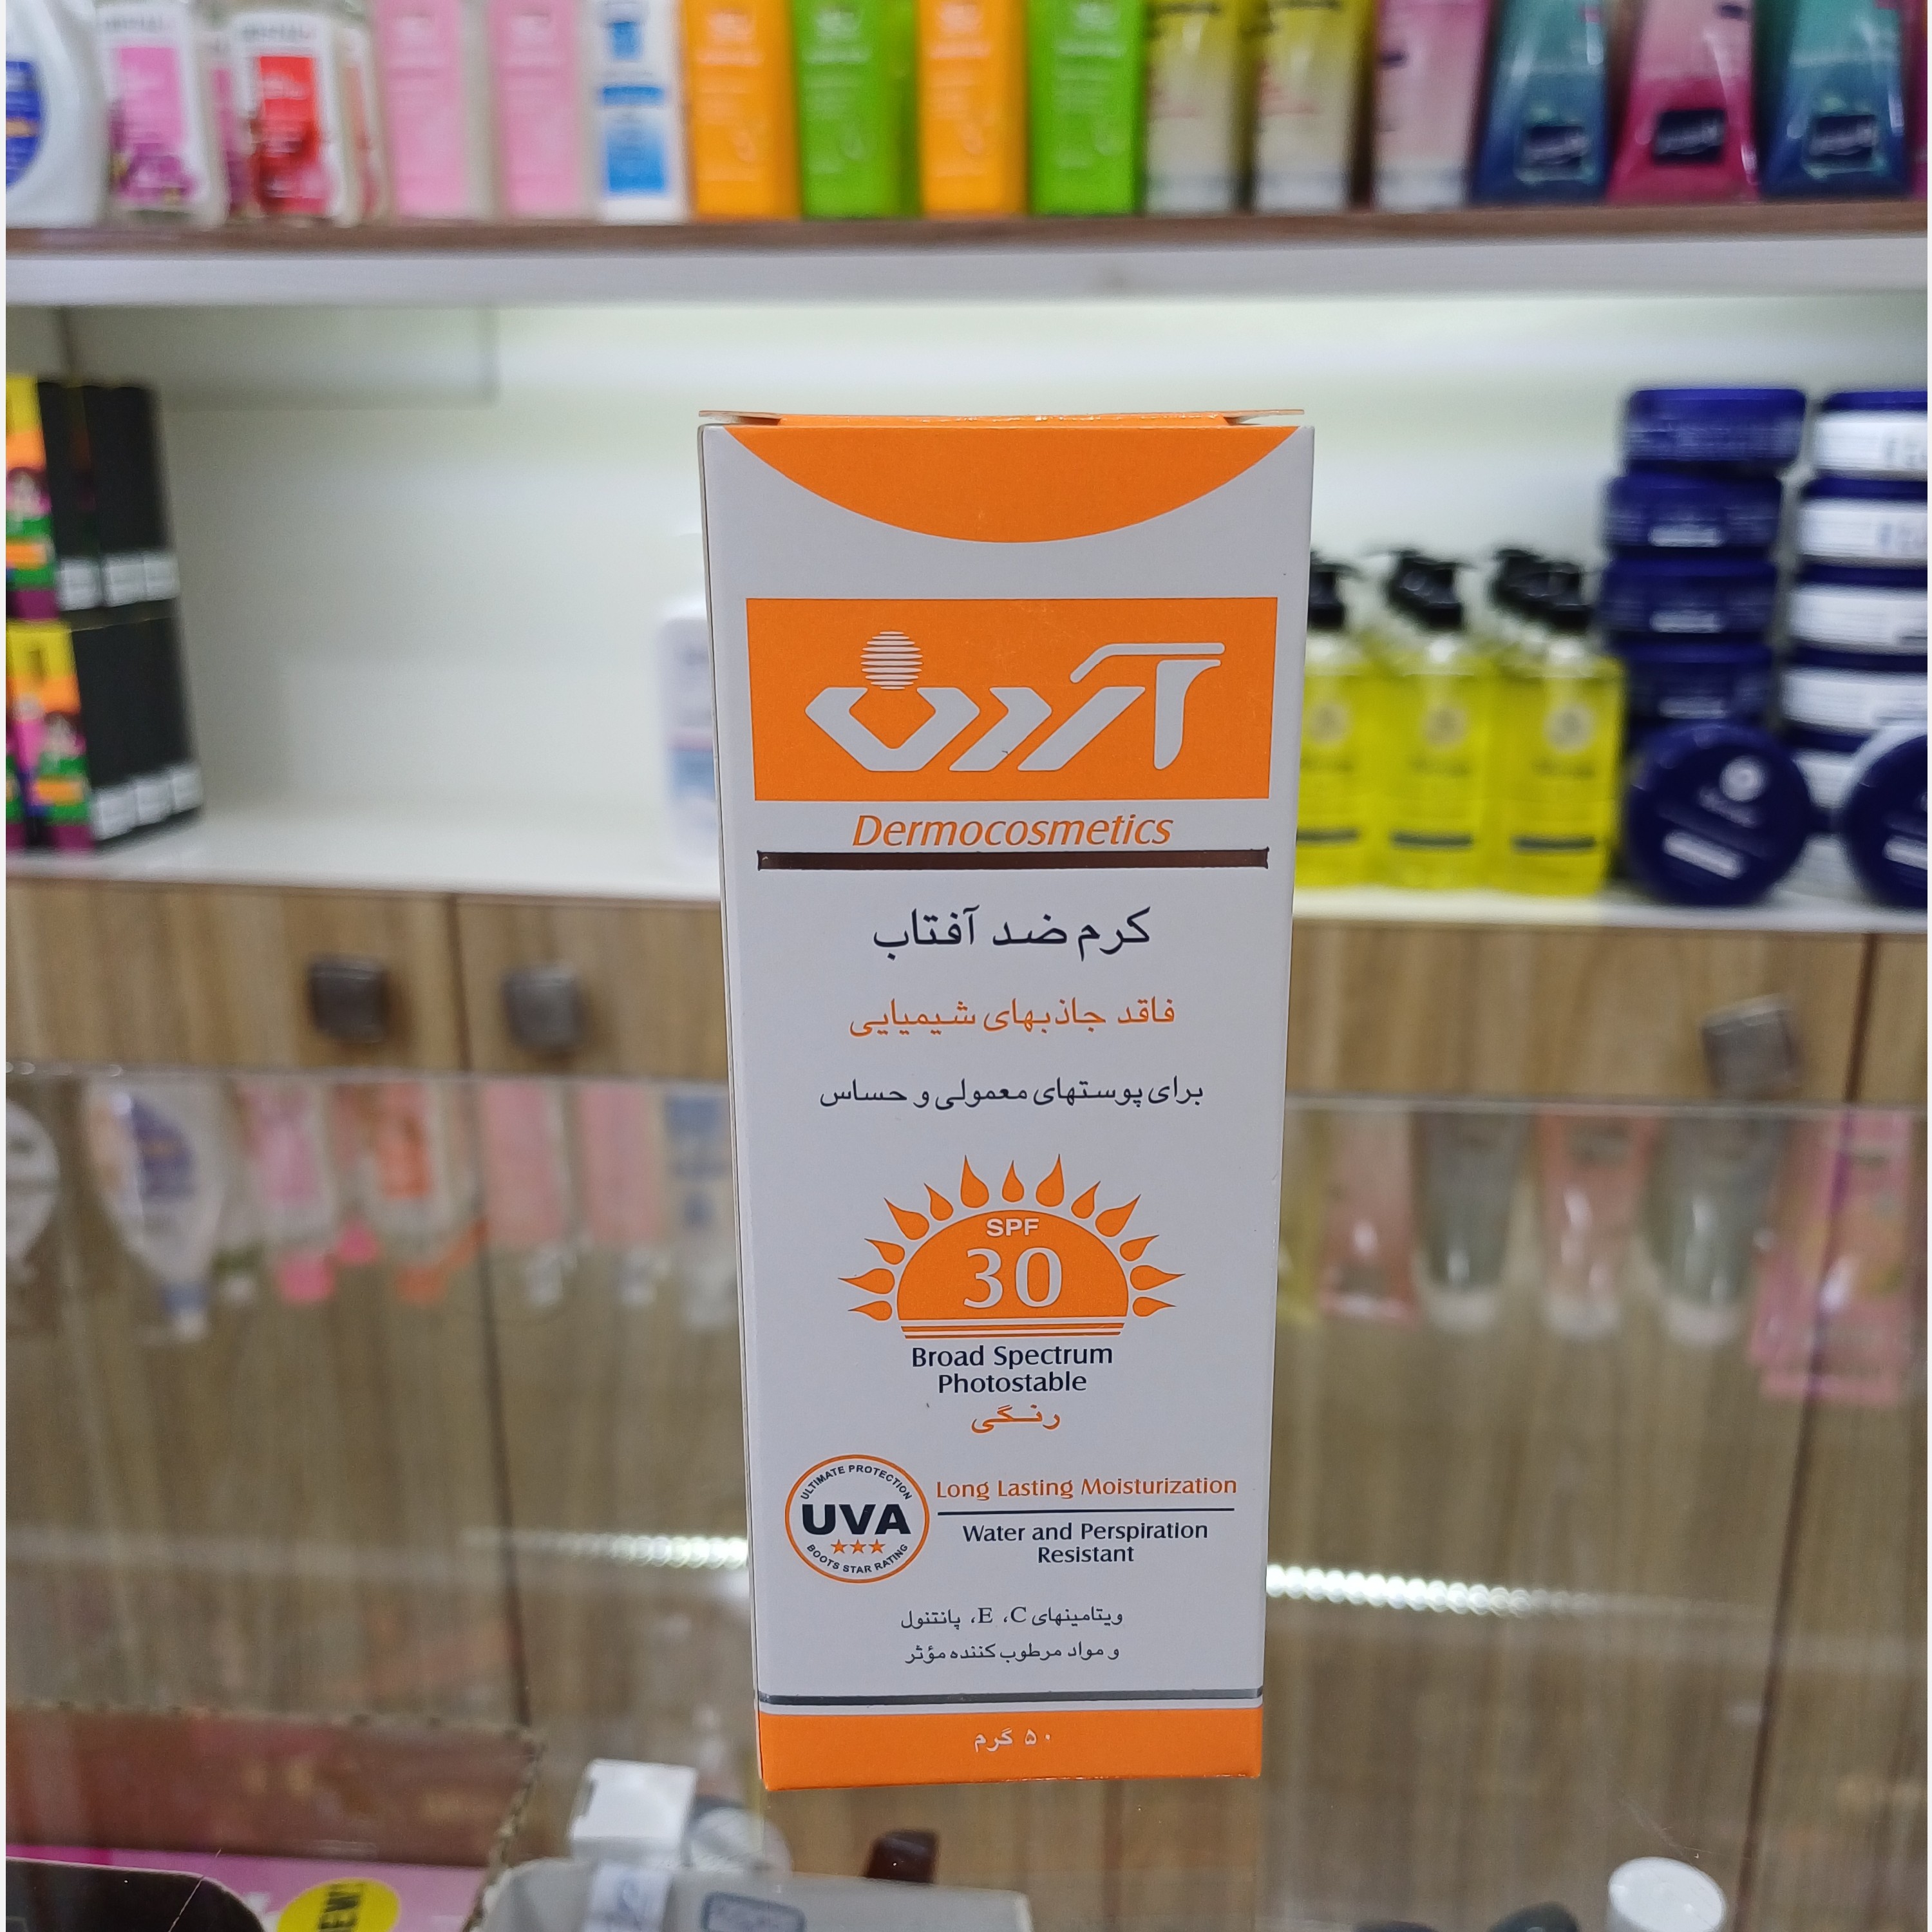 آردن
Dermocosmetics
کرم ضد آفتاب
فاقد جاذبهای شیمیایی
برای پوستهای معمولی و حساس
SPF
30
Broad Spectrum
Photostable
رنگی
ULTIMATE PROTECTION
UVA
BOOTS STAR RATING
Long Lasting Moisturization
Water and Perspiration
Resistant
ویتامینهای C، E، پانتنول
و مواد مرطوب کننده مؤثر
۵۰ گرم
NEW